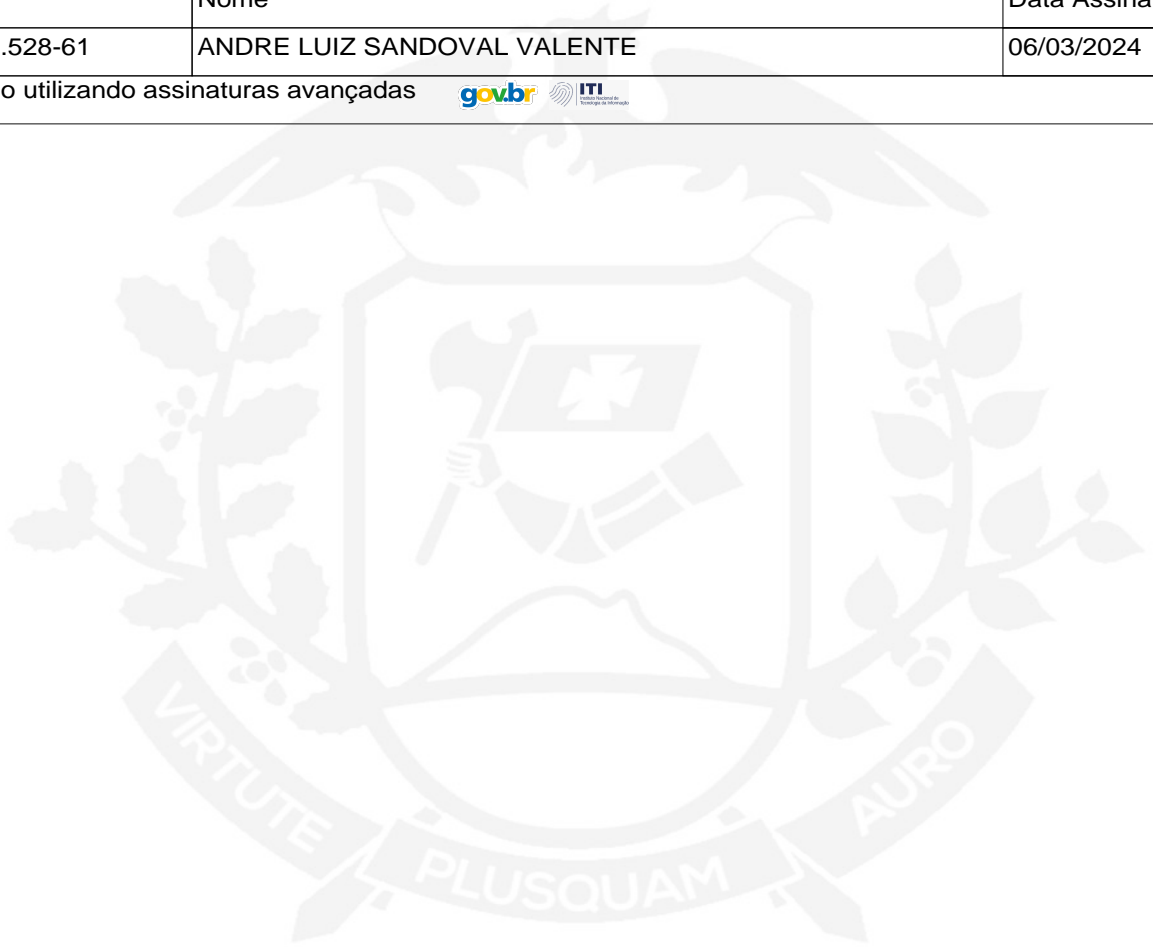 Nome Data Assina
.528-61 ANDRE LUIZ SANDOVAL VALENTE 06/03/2024
o utilizando assinaturas avançadas gov.br ITI
VIRTUTE PLUSQUAM AURO